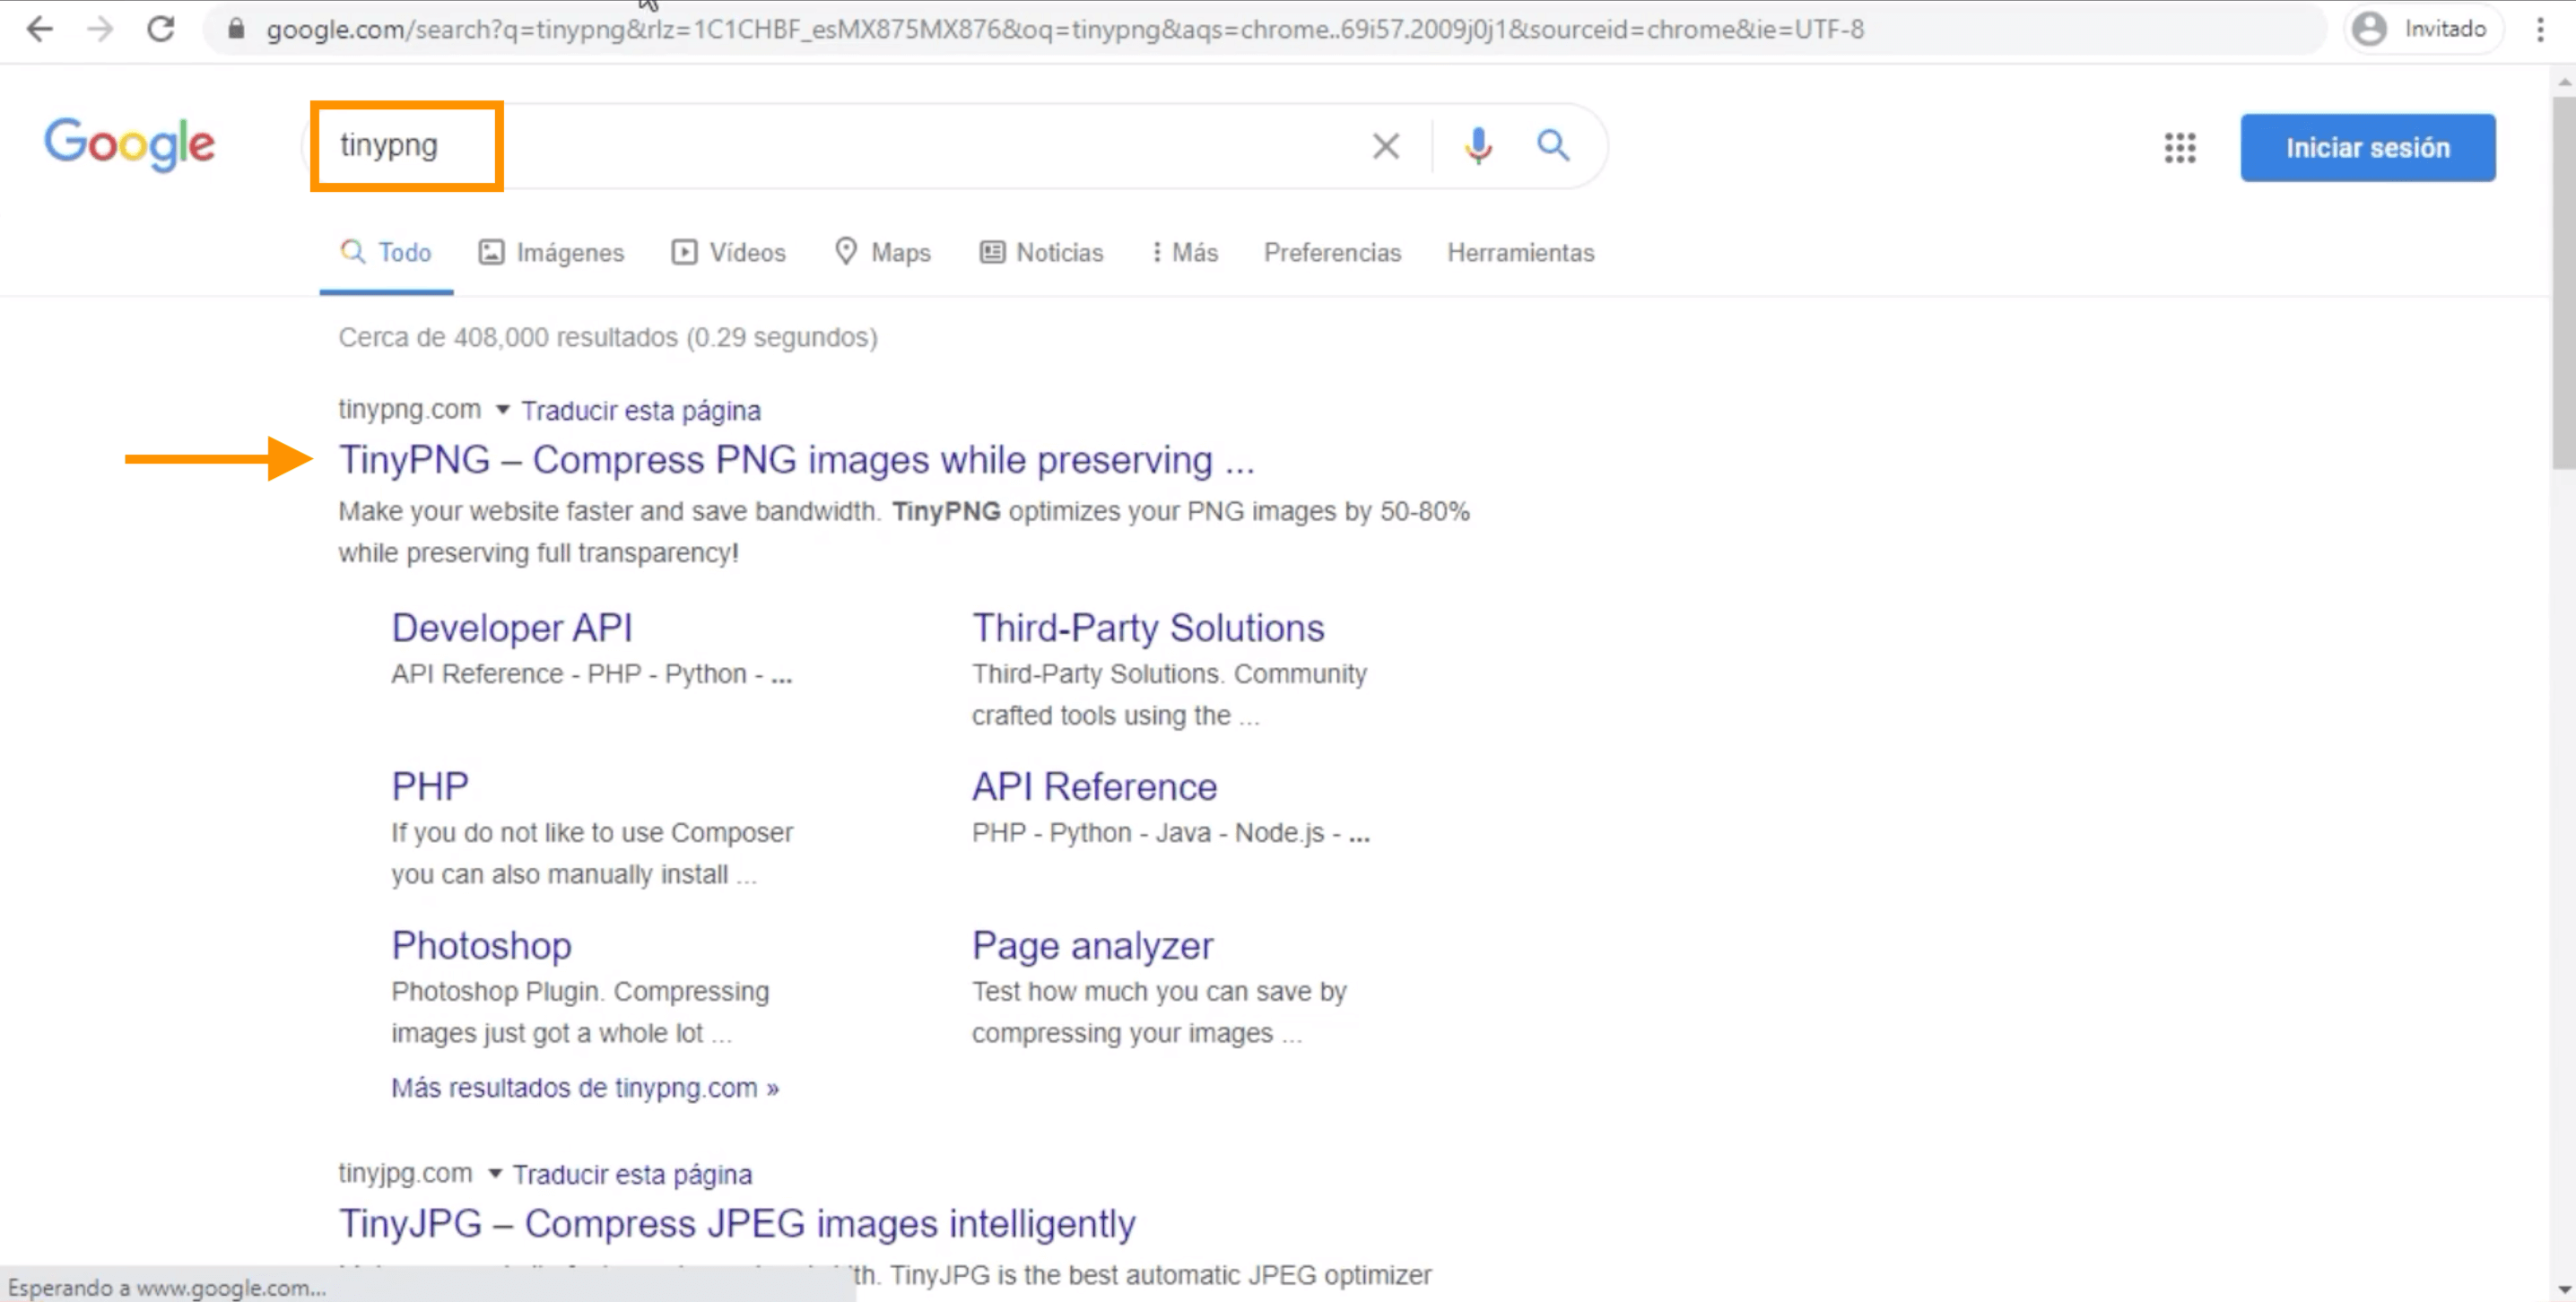 google.com/search?q=tinypng&rlz=1C1CHBF_esMX875MX876&oq=tinypng&aqs=chrome..69i57.2009j0j1&sourceid=chrome&ie=UTF-8
Invitado
Google
tinypng
Iniciar sesión
Todo Imágenes Vídeos Maps Noticias Más Preferencias Herramientas
Cerca de 408,000 resultados (0.29 segundos)
tinypng.com Traducir esta página
TinyPNG – Compress PNG images while preserving ...
Make your website faster and save bandwidth. TinyPNG optimizes your PNG images by 50-80%
while preserving full transparency!
Developer API
API Reference - PHP - Python - ...
Third-Party Solutions
Third-Party Solutions. Community
crafted tools using the ...
PHP
If you do not like to use Composer
you can also manually install ...
API Reference
PHP - Python - Java - Node.js - ...
Photoshop
Photoshop Plugin. Compressing
images just got a whole lot ...
Page analyzer
Test how much you can save by
compressing your images ...
Más resultados de tinypng.com »
tinyjpg.com Traducir esta página
TinyJPG – Compress JPEG images intelligently
TinyJPG is the best automatic JPEG optimizer
Esperando a www.google.com...